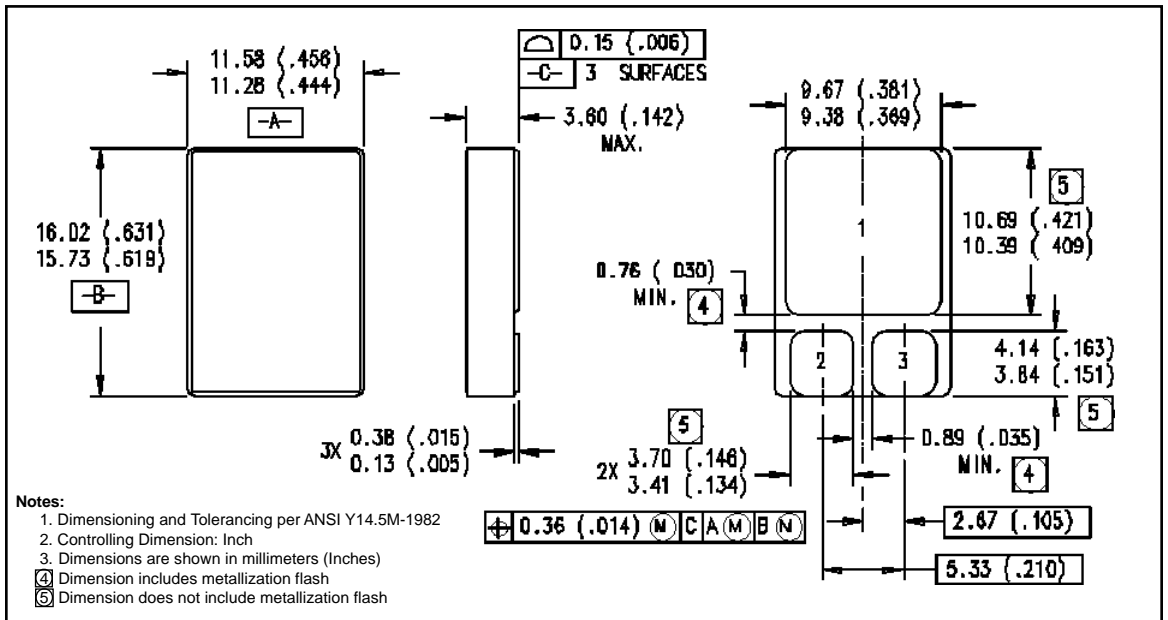 11.58 (.456)
11.28 (.444)
-A-
0.15 (.006)
-C- 3 SURFACES
3.60 (.142)
MAX.
9.67 (.381)
9.38 (.369)
16.02 (.631)
15.73 (.619)
-B-
1
5
10.69 (.421)
10.39 ( 409)
0.76 ( 030)
MIN. 4
2
3
4.14 (.163)
3.84 (.151)
5
3X 0.38 (.015)
0.13 (.005)
5
2X 3.70 (.146)
3.41 (.134)
0.89 (.035)
MIN. 4
0.36 (.014) M C A M B M
2.67 (.105)
5.33 (.210)
Notes:
1. Dimensioning and Tolerancing per ANSI Y14.5M-1982
2. Controlling Dimension: Inch
3. Dimensions are shown in millimeters (Inches)
4 Dimension includes metallization flash
5 Dimension does not include metallization flash